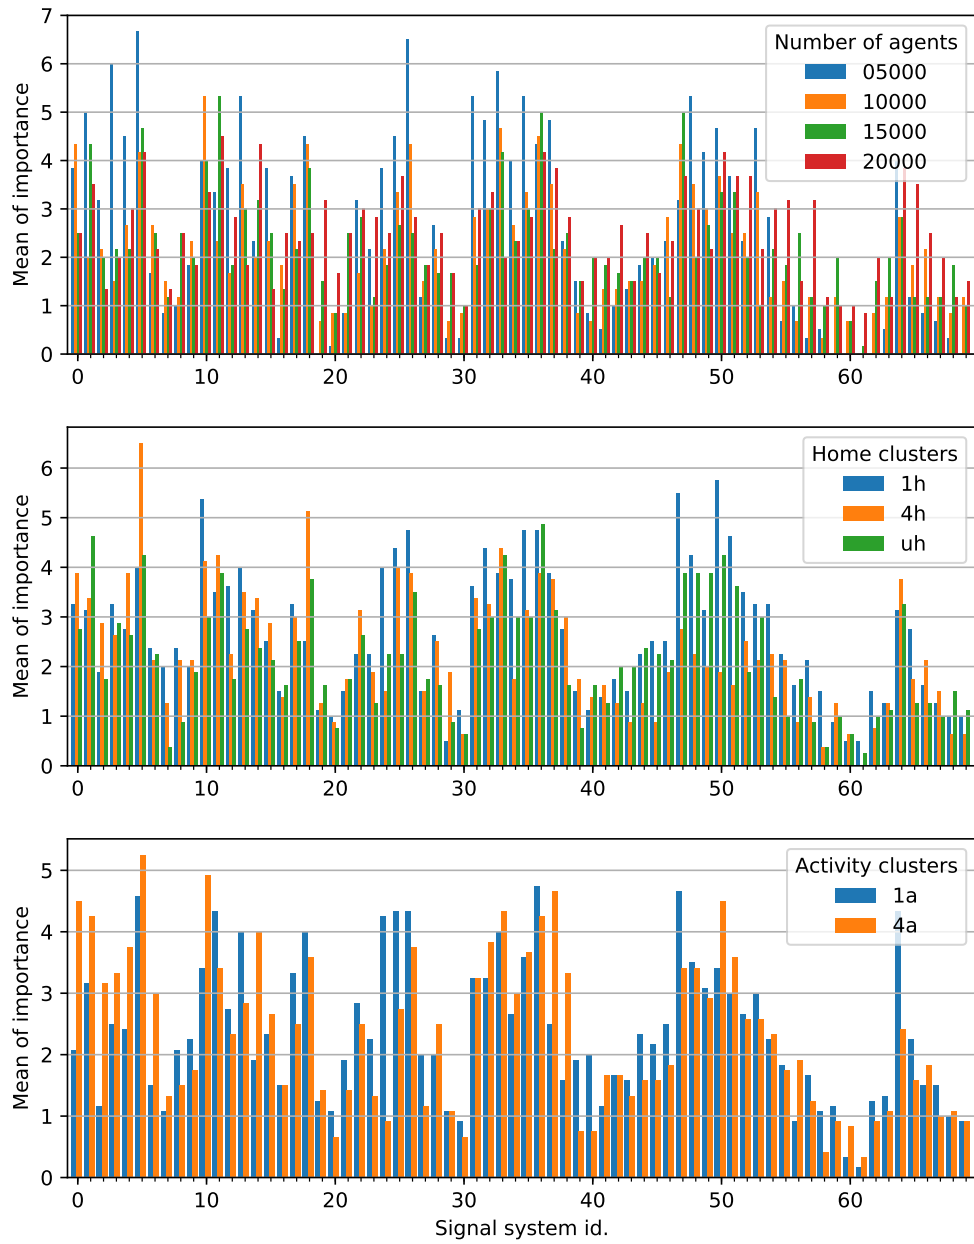 7
6
5
4
3
2
1
0
Mean of importance
Number of agents
05000
10000
15000
20000
0 10 20 30 40 50 60
6
5
4
3
2
1
0
Mean of importance
Home clusters
1h
4h
uh
0 10 20 30 40 50 60
5
4
3
2
1
0
Mean of importance
Activity clusters
1a
4a
0 10 20 30 40 50 60
Signal system id.